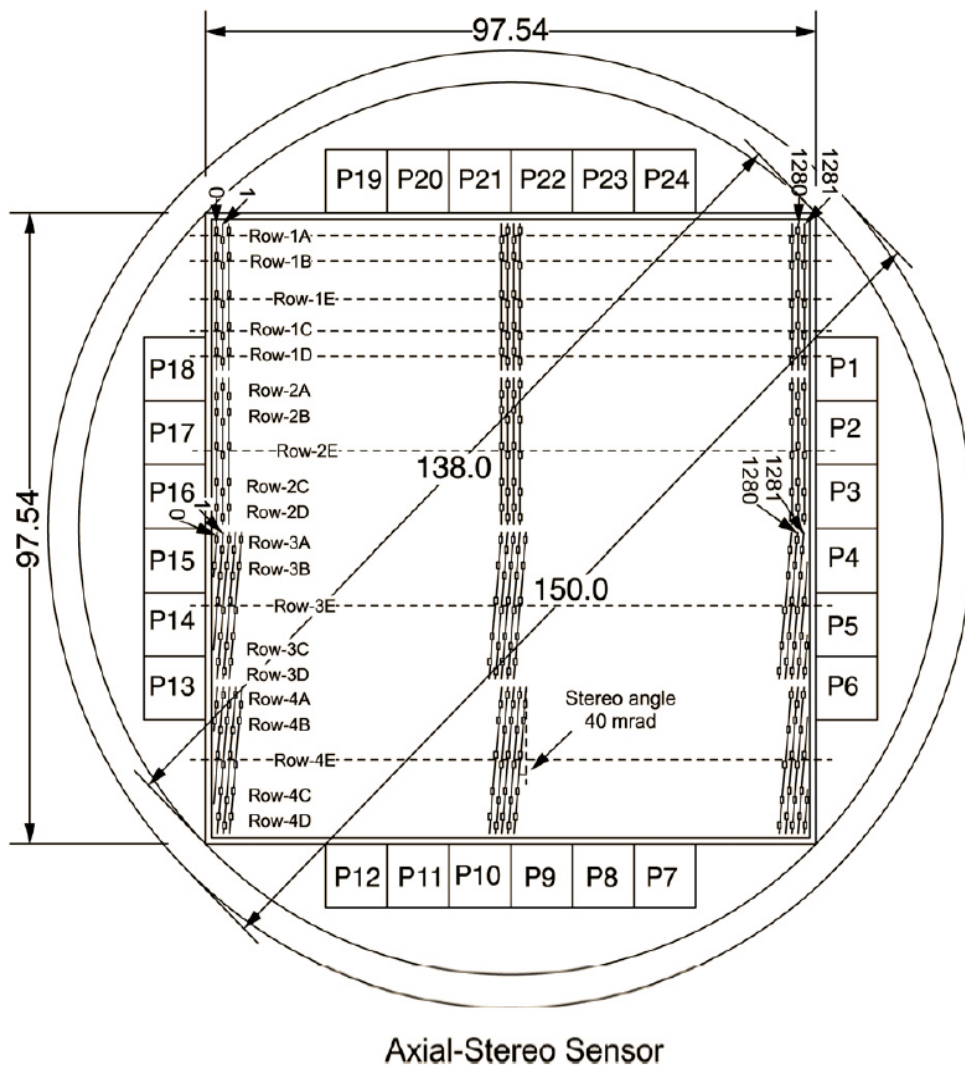 97.54
P19 P20 P21 P22 P23 P24
1280
1281
0
1
Row-1A
Row-1B
Row-1E
Row-1C
Row-1D
P18
P1
Row-2A
Row-2B
P17
P2
Row-2E
138.0
1280
1281
Row-2C
P16
P3
Row-2D
0
1
97.54
Row-3A
P15
P4
Row-3B
150.0
Row-3E
P14
P5
Row-3C
Row-3D
P13
P6
Row-4A
Stereo angle
40 mrad
Row-4B
Row-4E
Row-4C
Row-4D
P12 P11 P10 P9 P8 P7
Axial-Stereo Sensor